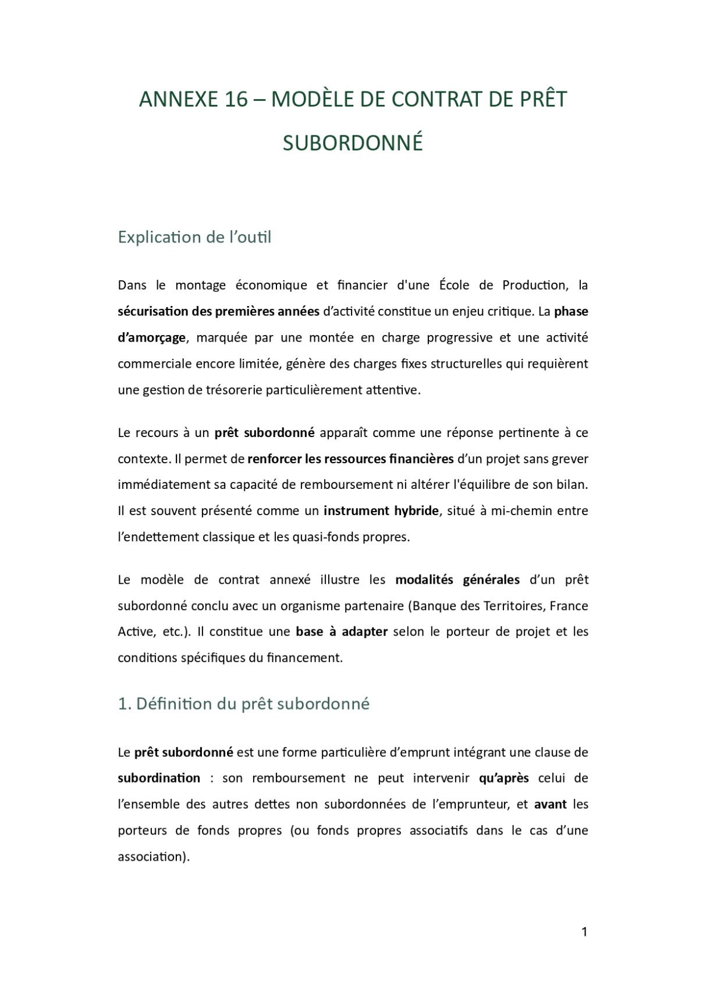 ANNEXE 16 – MODÈLE DE CONTRAT DE PRÊT
SUBORDONNÉ
Explication de l’outil
Dans le montage économique et financier d'une École de Production, la
sécurisation des premières années d’activité constitue un enjeu critique. La phase
d’amorçage, marquée par une montée en charge progressive et une activité
commerciale encore limitée, génère des charges fixes structurelles qui requièrent
une gestion de trésorerie particulièrement attentive.
Le recours à un prêt subordonné apparaît comme une réponse pertinente à ce
contexte. Il permet de renforcer les ressources financières d’un projet sans grever
immédiatement sa capacité de remboursement ni altérer l'équilibre de son bilan.
Il est souvent présenté comme un instrument hybride, situé à mi-chemin entre
l’endettement classique et les quasi-fonds propres.
Le modèle de contrat annexé illustre les modalités générales d’un prêt
subordonné conclu avec un organisme partenaire (Banque des Territoires, France
Active, etc.). Il constitue une base à adapter selon le porteur de projet et les
conditions spécifiques du financement.
1. Définition du prêt subordonné
Le prêt subordonné est une forme particulière d’emprunt intégrant une clause de
subordination : son remboursement ne peut intervenir qu’après celui de
l’ensemble des autres dettes non subordonnées de l’emprunteur, et avant les
porteurs de fonds propres (ou fonds propres associatifs dans le cas d’une
association).
1